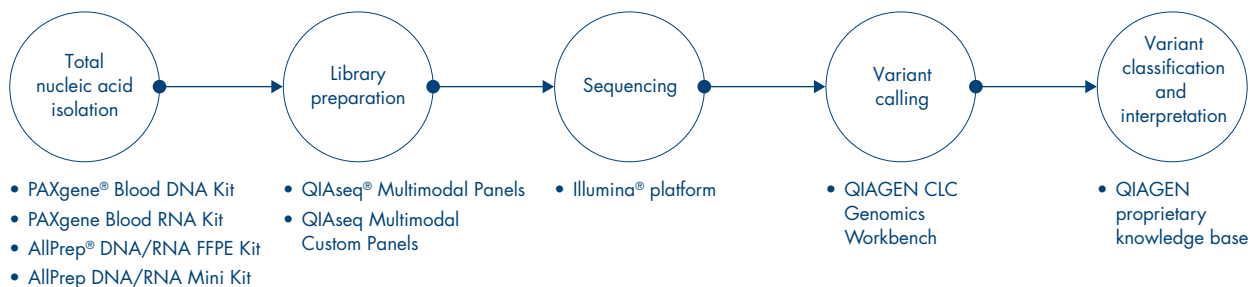 Total
nucleic acid
isolation
Library
preparation
Sequencing
Variant
calling
Variant
classification
and
interpretation
• PAXgene® Blood DNA Kit
• PAXgene Blood RNA Kit
• AllPrep® DNA/RNA FFPE Kit
• AllPrep DNA/RNA Mini Kit
• QIAseq® Multimodal Panels
• QIAseq Multimodal
Custom Panels
• Illumina® platform
• QIAGEN CLC
Genomics
Workbench
• QIAGEN
proprietary
knowledge base